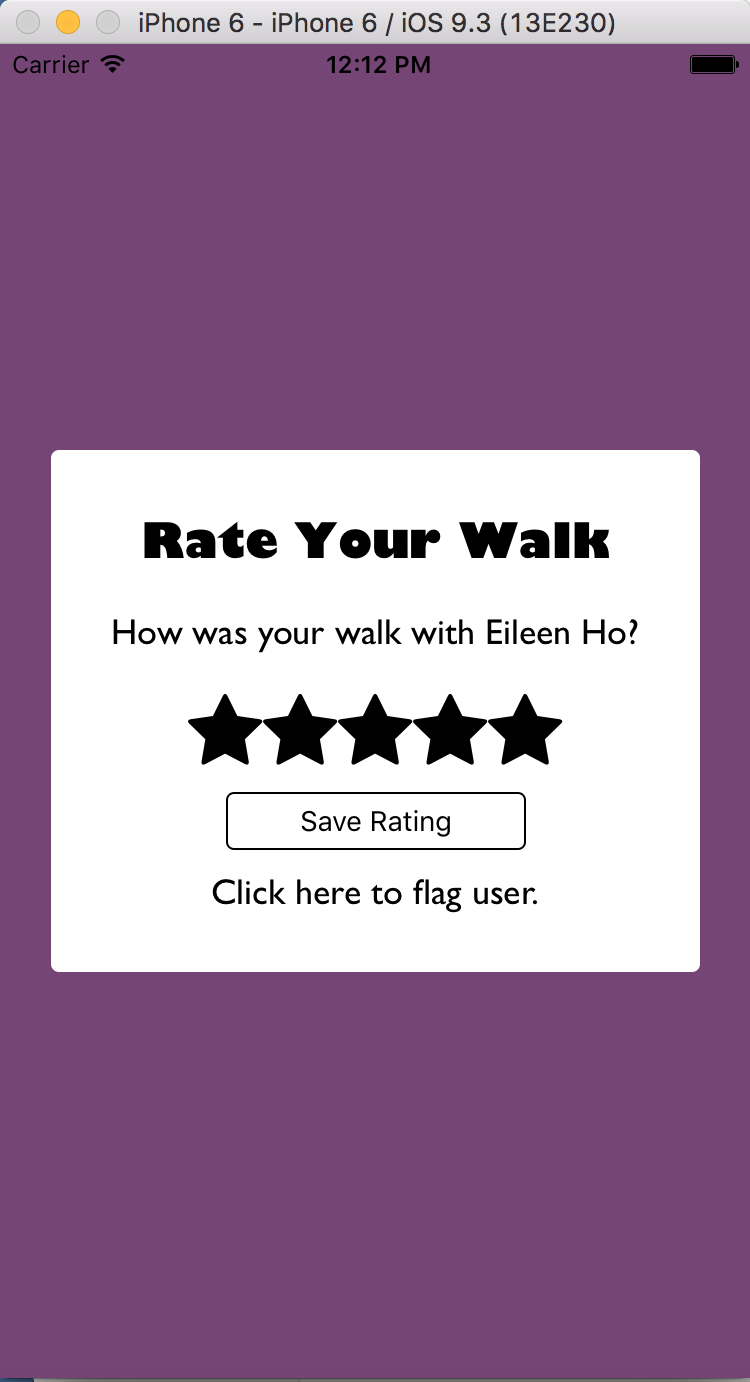 iPhone 6 - iPhone 6 / iOS 9.3 (13E230)
Carrier 12:12 PM
Rate Your Walk
How was your walk with Eileen Ho?
Save Rating
Click here to flag user.